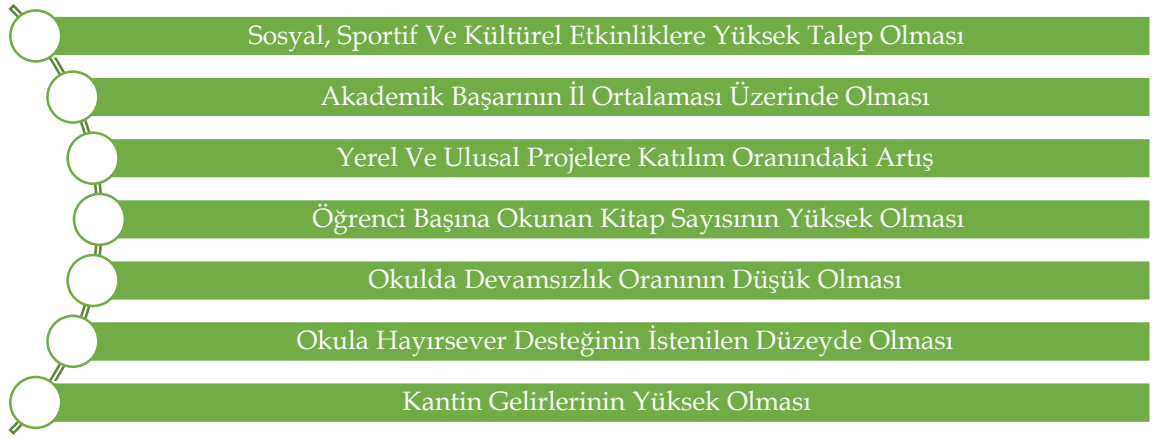 Sosyal, Sportif Ve Kültürel Etkinliklere Yüksek Talep Olması
Akademik Başarının İl Ortalaması Üzerinde Olması
Yerel Ve Ulusal Projelere Katılım Oranındaki Artış
Öğrenci Başına Okunan Kitap Sayısının Yüksek Olması
Okulda Devamsızlık Oranının Düşük Olması
Okula Hayırsever Desteğinin İstenilen Düzeyde Olması
Kantin Gelirlerinin Yüksek Olması